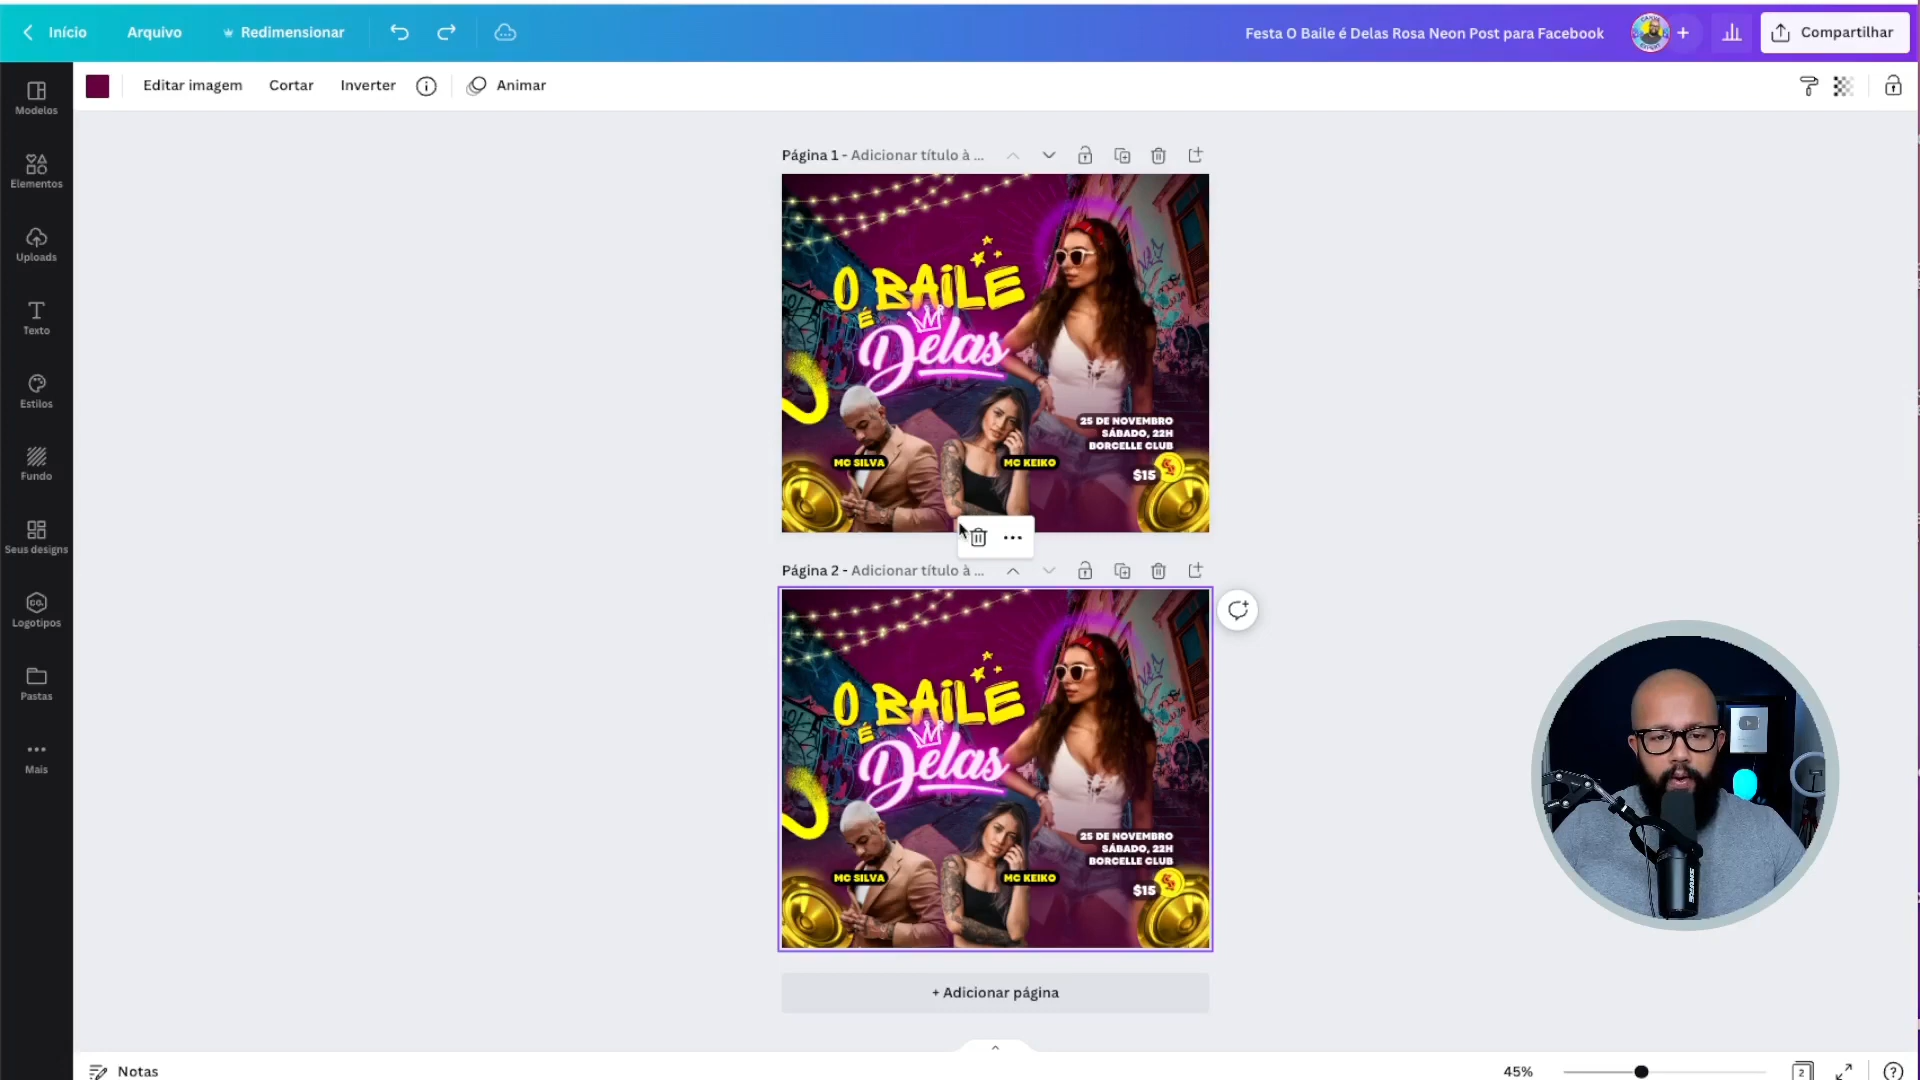 Início
Arquivo
Redimensionar
Festa O Baile é Delas Rosa Neon Post para Facebook
Compartilhar
Editar imagem
Cortar
Inverter
Animar
Modelos
Elementos
Uploads
Texto
Estilos
Fundo
Seus designs
CO.
Logotipos
Pastas
Mais
Página 1 - Adicionar título à ...
O BAILE
É
Delas
25 DE NOVEMBRO
SÁBADO, 22H
BORCELLE CLUB
MC SILVA
MC KEIKO
$15
Página 2 - Adicionar título à ...
O BAILE
É
Delas
25 DE NOVEMBRO
SÁBADO, 22H
BORCELLE CLUB
MC SILVA
MC KEIKO
$15
+ Adicionar página
Notas
45%
2
SHURE